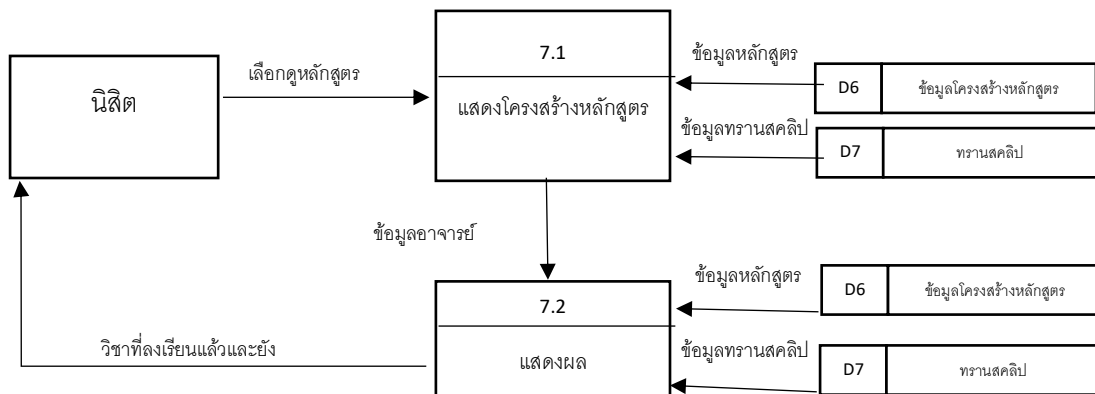 นิสิต
เลือกดูหลักสูตร
7.1
แสดงโครงสร้างหลักสูตร
ข้อมูลหลักสูตร
D6
ข้อมูลโครงสร้างหลักสูตร
ข้อมูลทรานสคลิป
D7
ทรานสคลิป
ข้อมูลอาจารย์
7.2
แสดงผล
ข้อมูลหลักสูตร
D6
ข้อมูลโครงสร้างหลักสูตร
ข้อมูลทรานสคลิป
D7
ทรานสคลิป
วิชาที่ลงเรียนแล้วและยัง